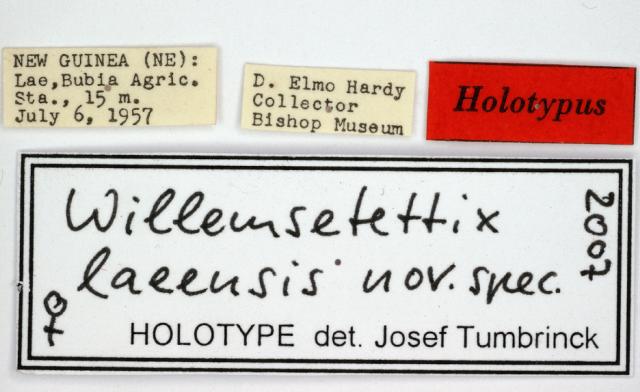 NEW GUINEA (NE):
Lae,Bubia Agric.
Sta., 15 m.
July 6, 1957
D. Elmo Hardy
Collector
Bishop Museum
Holotypus
Willemsetettix
laeensis nov. spec.
2007
♀
HOLOTYPE det. Josef Tumbrinck